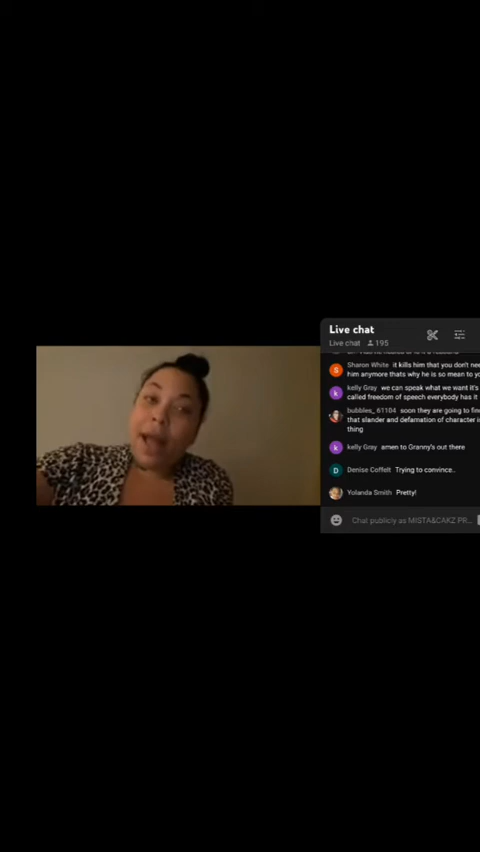 Live chat
Live chat 195
Sharon White it kills him that you don't
him anymore thats why he is so mean to
kelly Gray we can speak what we want it's
called freedom of speech everybody has it
bubbles_61104 soon they are going to
that slander and defamation of character is
thing
kelly Gray amen to Granny's out there
Denise Coffelt Trying to convince..
Yolanda Smith Pretty!
Chat publicly as MISTA&CAKZ PR...